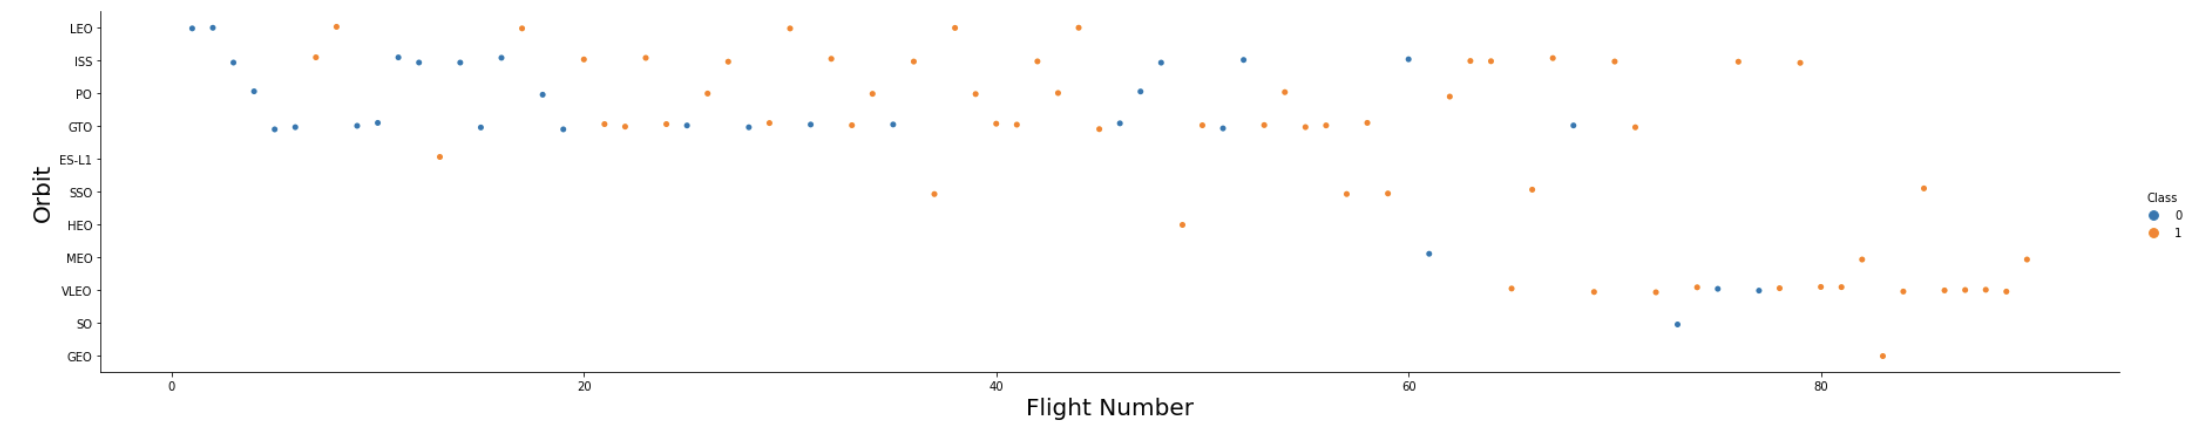 LEO
ISS
PO
GTO
ES-L1
SSO
HEO
MEO
VLEO
SO
GEO
Orbit
0
20
40
60
80
Flight Number
Class
0
1